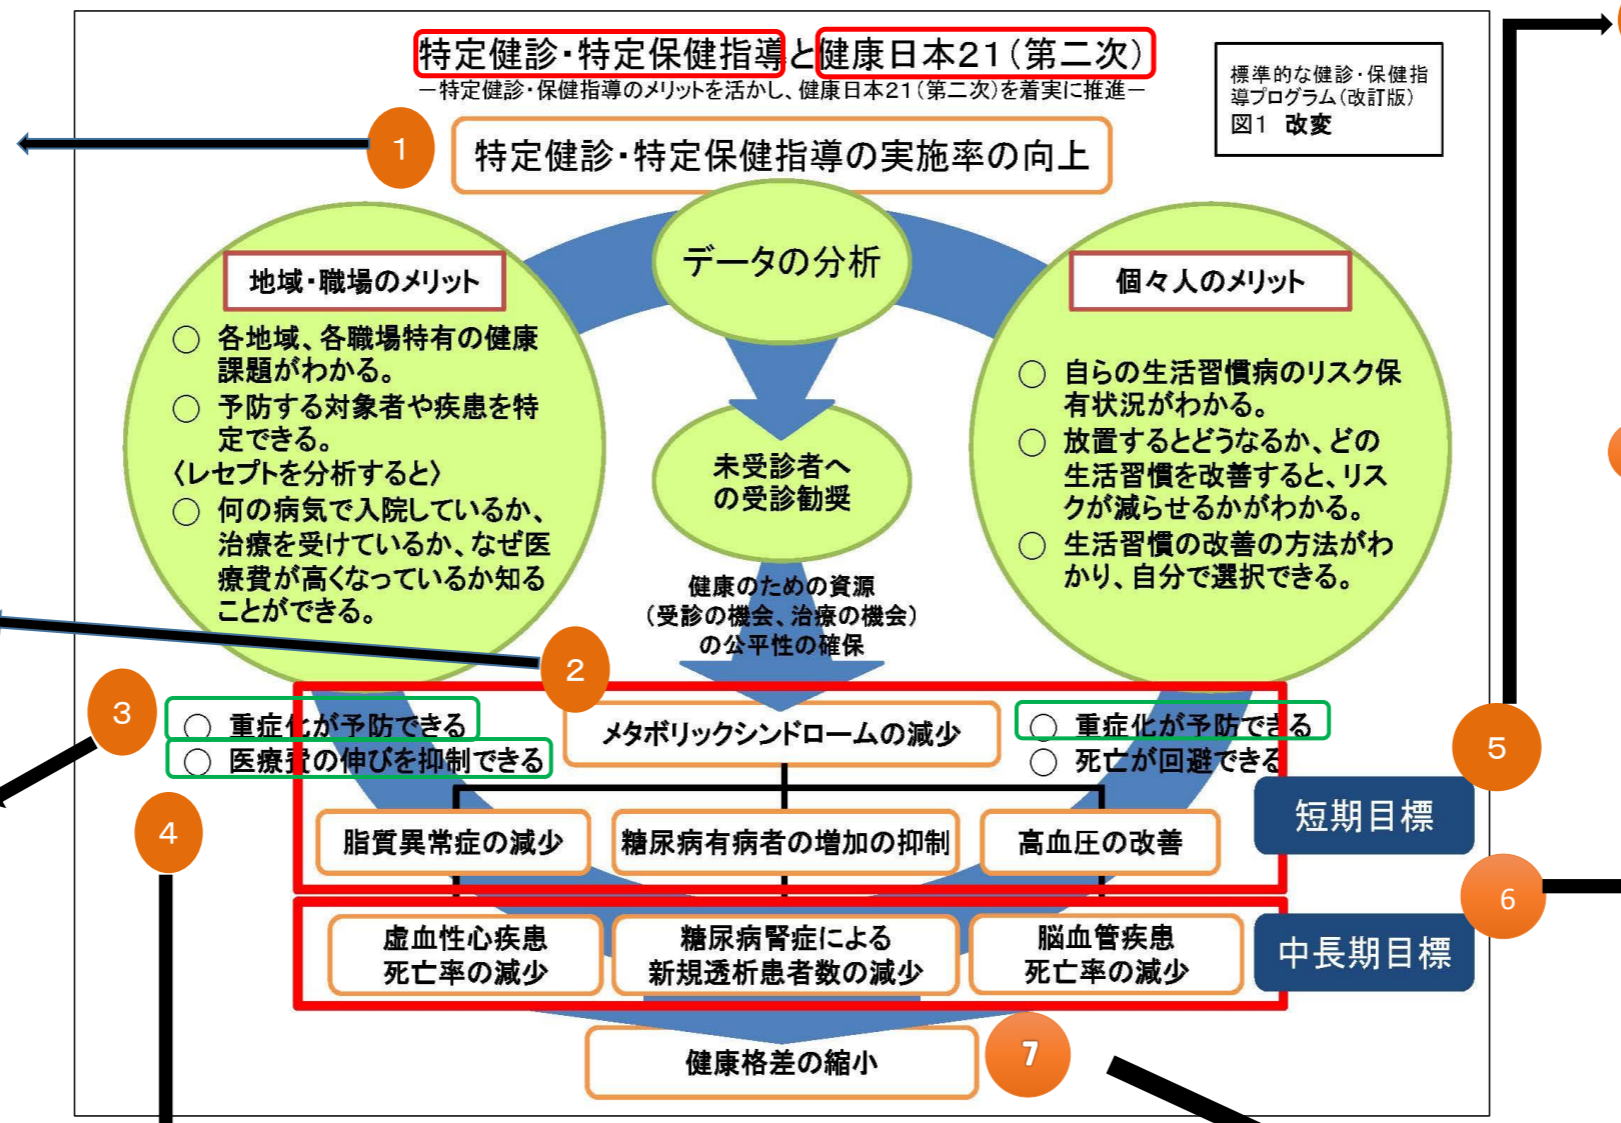 特定健診・特定保健指導と健康日本21（第二次）
－特定健診・保健指導のメリットを活かし、健康日本21（第二次）を着実に推進－
標準的な健診・保健指
導プログラム（改訂版）
図1 改変
1
特定健診・特定保健指導の実施率の向上
データの分析
地域・職場のメリット
○ 各地域、各職場特有の健康
課題がわかる。
○ 予防する対象者や疾患を特
定できる。
〈レセプトを分析すると〉
○ 何の病気で入院しているか、
治療を受けているか、なぜ医
療費が高くなっているか知る
ことができる。
未受診者へ
の受診勧奨
健康のための資源
（受診の機会、治療の機会）
の公平性の確保
個々人のメリット
○ 自らの生活習慣病のリスク保
有状況がわかる。
○ 放置するとどうなるか、どの
生活習慣を改善すると、リス
クが減らせるかがわかる。
○ 生活習慣の改善の方法がわ
かり、自分で選択できる。
2
3
○ 重症化が予防できる
○ 医療費の伸びを抑制できる
メタボリックシンドロームの減少
○ 重症化が予防できる
○ 死亡が回避できる
5
4
脂質異常症の減少
糖尿病有病者の増加の抑制
高血圧の改善
短期目標
6
虚血性心疾患
死亡率の減少
糖尿病腎症による
新規透析患者数の減少
脳血管疾患
死亡率の減少
中長期目標
健康格差の縮小
7